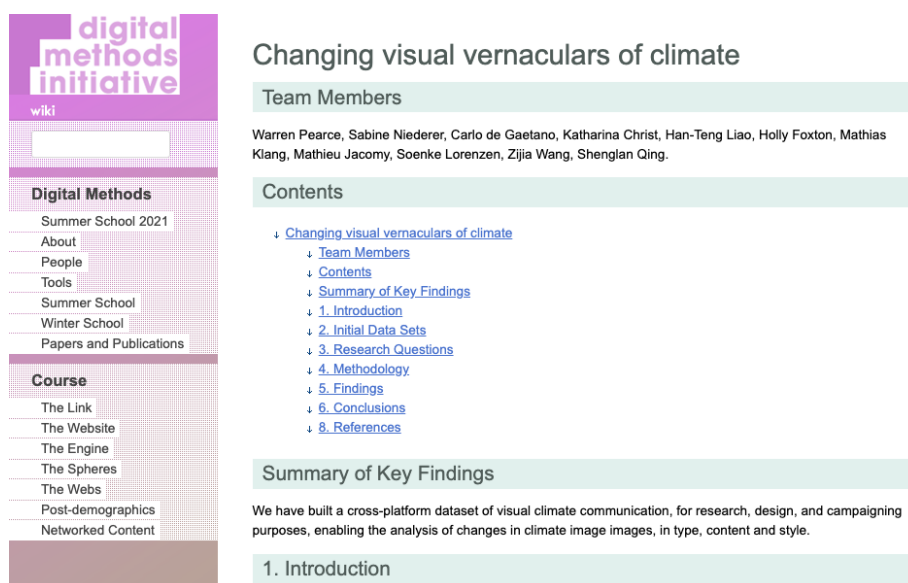 digital
methods
initiative
wiki
Digital Methods
Summer School 2021
About
People
Tools
Summer School
Winter School
Papers and Publications
Course
The Link
The Website
The Engine
The Spheres
The Webs
Post-demographics
Networked Content
Changing visual vernaculars of climate
Team Members
Warren Pearce, Sabine Niederer, Carlo de Gaetano, Katharina Christ, Han-Teng Liao, Holly Foxton, Mathias
Klang, Mathieu Jacomy, Soenke Lorenzen, Zijia Wang, Shenglan Qing.
Contents
↓ Changing visual vernaculars of climate
↓ Team Members
↓ Contents
↓ Summary of Key Findings
↓ 1. Introduction
↓ 2. Initial Data Sets
↓ 3. Research Questions
↓ 4. Methodology
↓ 5. Findings
↓ 6. Conclusions
↓ 8. References
Summary of Key Findings
We have built a cross-platform dataset of visual climate communication, for research, design, and campaigning
purposes, enabling the analysis of changes in climate image images, in type, content and style.
1. Introduction